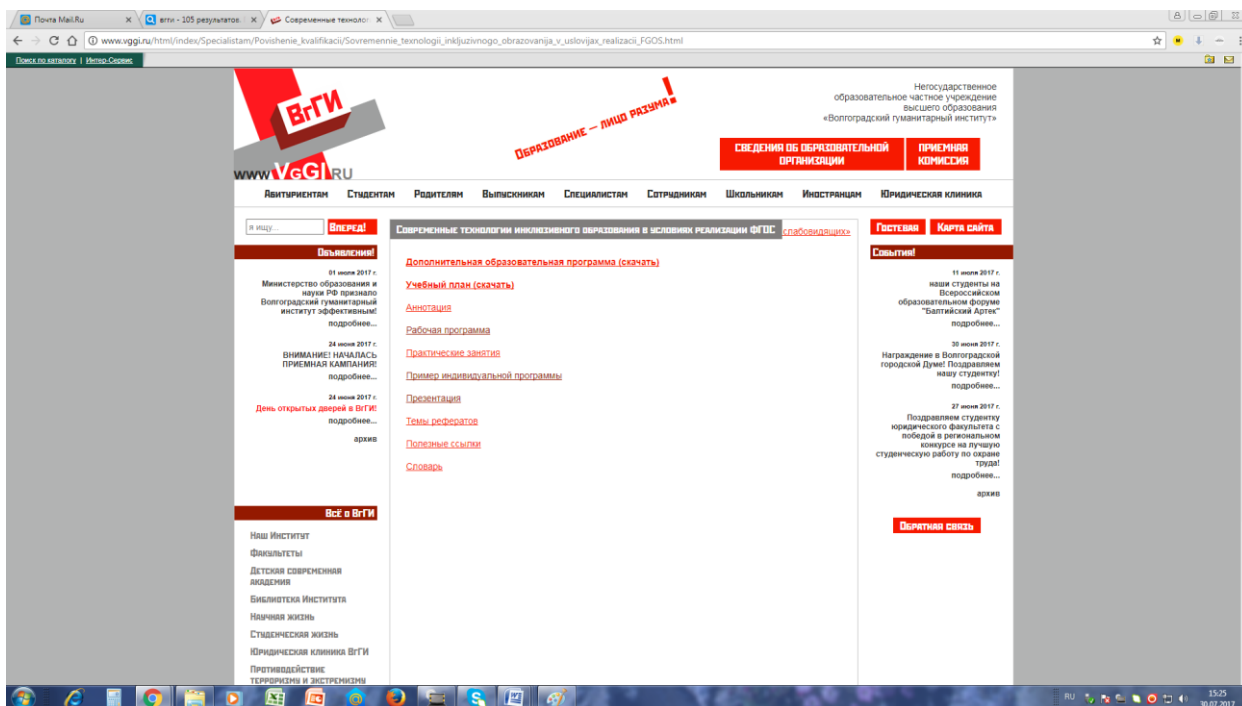 Почта Mail.Ru
вгги - 105 результатов.
Современные технолог
www.vggi.ru/html/index/Specialistam/Povishenie_kvalifikacii/Sovremennie_texnologii_inkljuzivnogo_obrazovanija_v_uslovijax_realizacii_FGOS.html
Поиск по каталогу | Интер-Сервис
ВгГИ
www.VgGI.RU
Образование – лицо разума!
Негосударственное
образовательное частное учреждение
высшего образования
«Волгоградский гуманитарный институт»
Сведения об образовательной
организации
Приемная
комиссия
Абитуриентам Студентам Родителям Выпускникам Специалистам Сотрудникам Школьникам Иностранцам Юридическая клиника
я ищу...
Вперед!
Объявления!
01 июля 2017 г.
Министерство образования и
науки РФ признало
Волгоградский гуманитарный
институт эффективным!
подробнее...
24 июня 2017 г.
ВНИМАНИЕ! НАЧАЛАСЬ
ПРИЕМНАЯ КАМПАНИЯ!
подробнее...
24 июня 2017 г.
День открытых дверей в ВгГИ!
подробнее...
архив
Всё о ВгГИ
Наш Институт
Факультеты
Детская современная
академия
Библиотека Института
Научная жизнь
Студенческая жизнь
Юридическая клиника ВгГИ
Противодействие
терроризму и экстремизму
Современные технологии инклюзивного образования в условиях реализации ФГОС
слабовидящих»
Дополнительная образовательная программа (скачать)
Учебный план (скачать)
Аннотация
Рабочая программа
Практические занятия
Пример индивидуальной программы
Презентация
Темы рефератов
Полезные ссылки
Словарь
Гостевая
Карта сайта
События!
11 июля 2017 г.
наши студенты на
Всероссийском
образовательном форуме
"Балтийский Артек"
подробнее...
30 июня 2017 г.
Награждение в Волгоградской
городской Думе! Поздравляем
нашу студентку!
подробнее...
27 июня 2017 г.
Поздравляем студентку
юридического факультета с
победой в региональном
конкурсе на лучшую
студенческую работу по охране
труда!
подробнее...
архив
Обратная связь
RU
15:25
30.07.2017